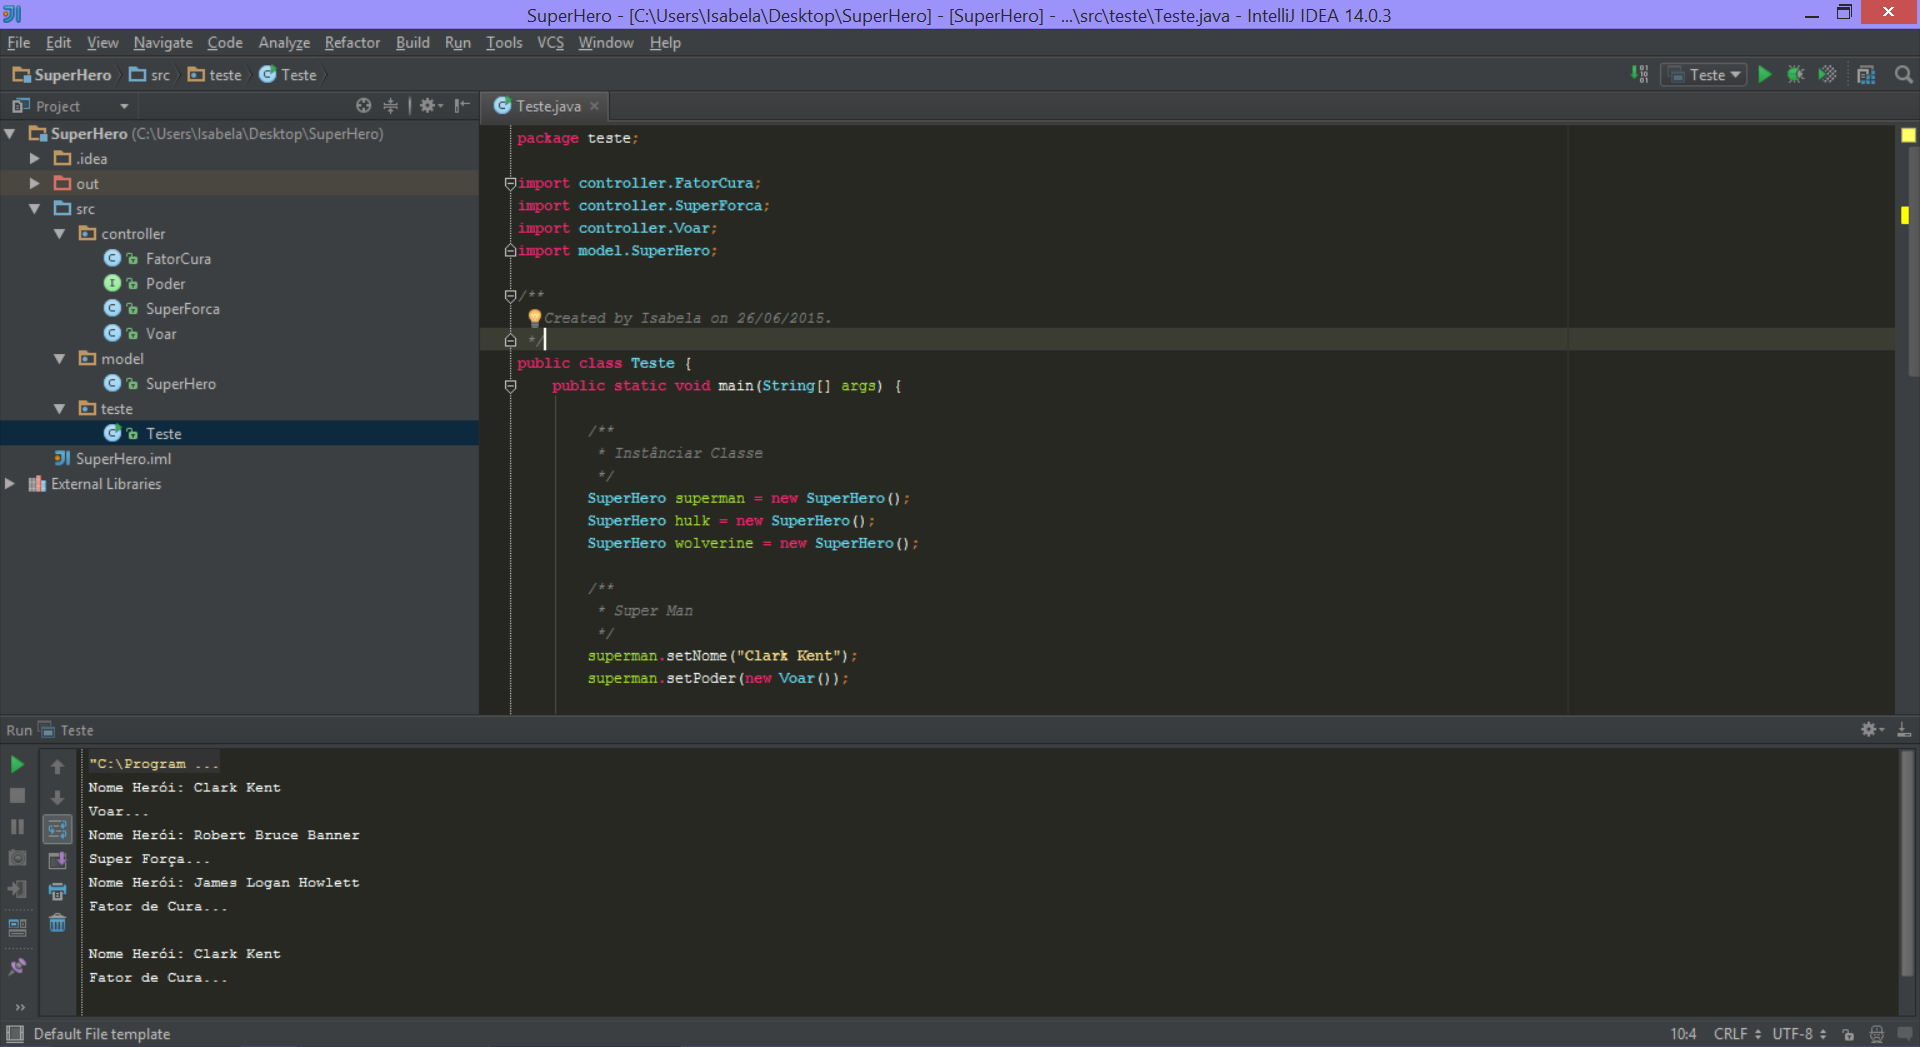 SuperHero - [C:\Users\Isabela\Desktop\SuperHero] - [SuperHero] - ...\src\teste\Teste.java - IntelliJ IDEA 14.0.3
File Edit View Navigate Code Analyze Refactor Build Run Tools VCS Window Help
SuperHero src teste Teste
Teste
Project
Teste.java
SuperHero (C:\Users\Isabela\Desktop\SuperHero)
.idea
out
src
controller
FatorCura
Poder
SuperForca
Voar
model
SuperHero
teste
Teste
SuperHero.iml
External Libraries
package teste;
import controller.FatorCura;
import controller.SuperForca;
import controller.Voar;
import model.SuperHero;
/**
Created by Isabela on 26/06/2015.
*/
public class Teste {
public static void main(String[] args) {
/**
* Instânciar Classe
*/
SuperHero superman = new SuperHero();
SuperHero hulk = new SuperHero();
SuperHero wolverine = new SuperHero();
/**
* Super Man
*/
superman.setNome("Clark Kent");
superman.setPoder(new Voar());
Run Teste
"C:\Program ...
Nome Herói: Clark Kent
Voar...
Nome Herói: Robert Bruce Banner
Super Força...
Nome Herói: James Logan Howlett
Fator de Cura...
Nome Herói: Clark Kent
Fator de Cura...
Default File template
10:4 CRLF UTF-8